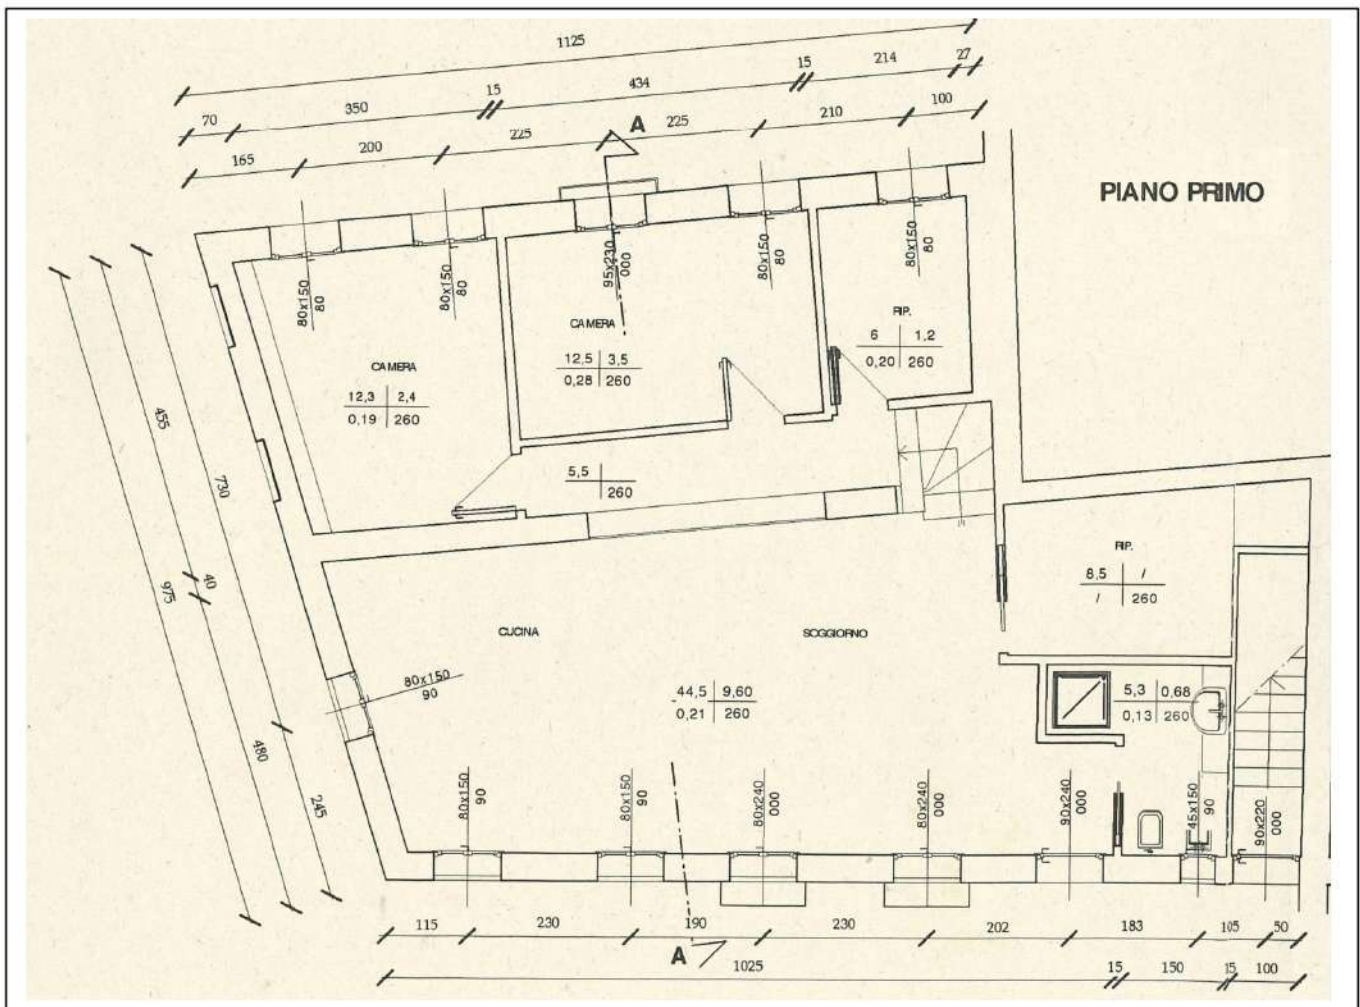 1125
15
214
27
434
15
350
70
100
210
225
A
225
200
165
PIANO PRIMO
80x150
80
80x150
80
95x230
000
80x150
80
80x150
80
RIP.
6 1,2
0,20 260
CAMERA
12,5 3,5
0,28 260
CAMERA
12,3 2,4
0,19 260
5,5
260
455
730
40
975
480
245
RIP.
8,5 /
/ 260
CUCINA
SOGGIORNO
80x150
90
44,5 9,60
0,21 260
5,3 0,68
0,13 260
80x150
90
80x150
90
80x240
000
80x240
000
90x240
000
45x150
90
90x220
000
115
230
190
230
202
183
105
50
A
1025
15
150
15
100